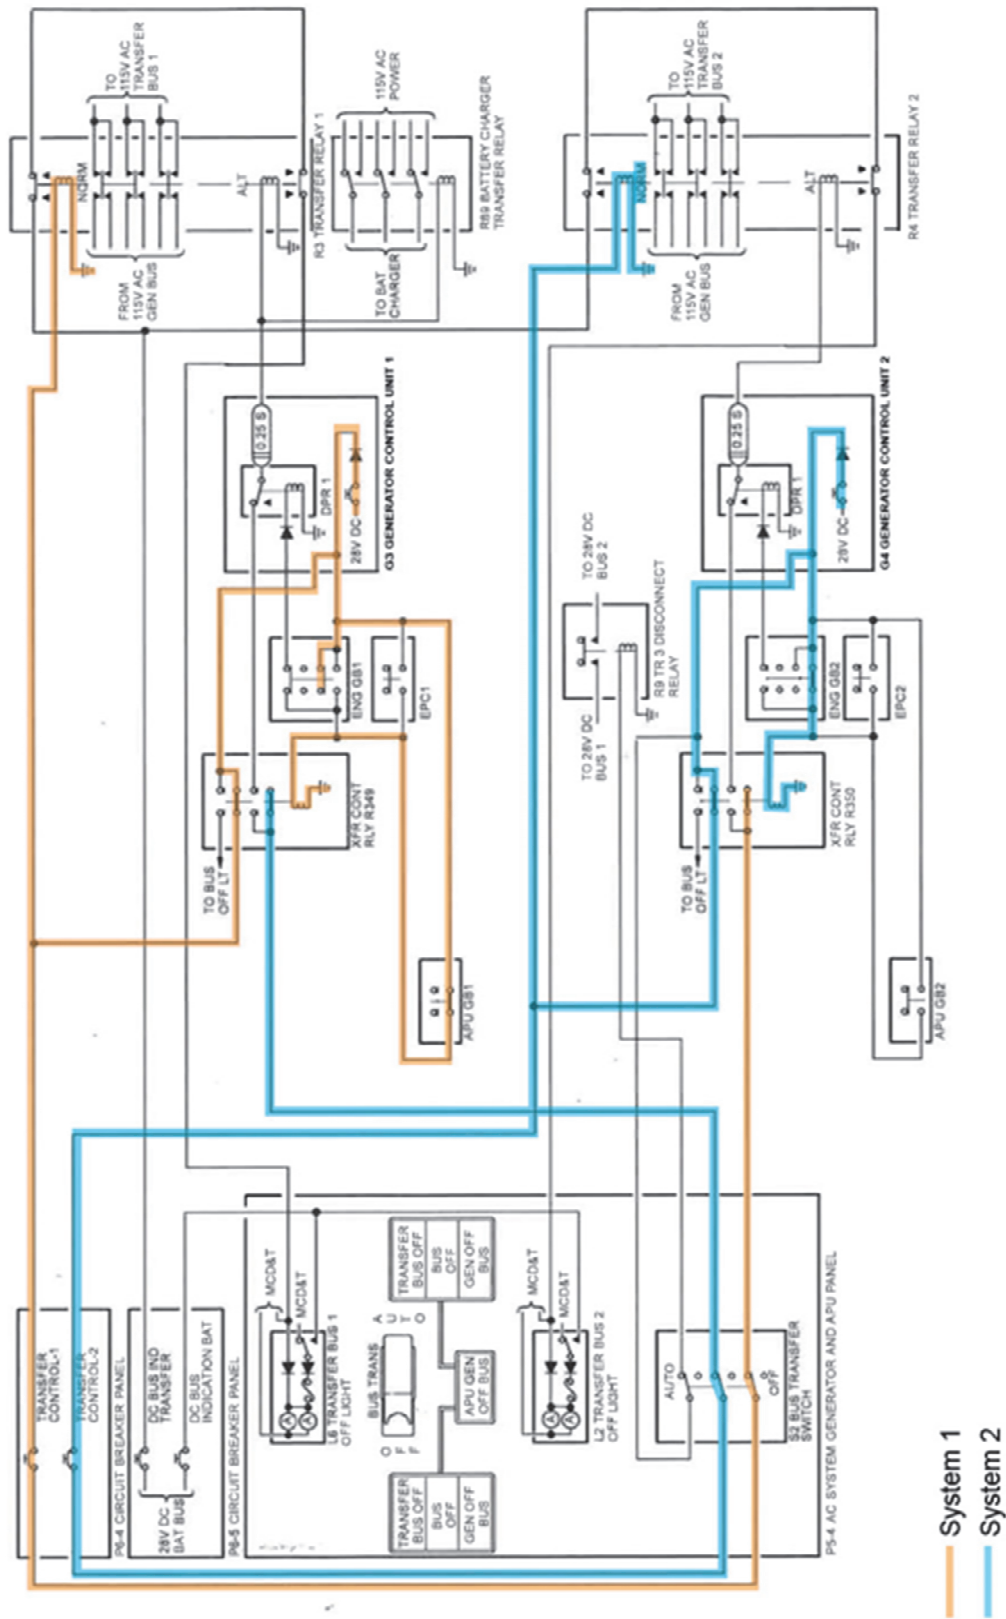 TRANSFER
CONTROL-1
TRANSFER
CONTROL-2
P6-4 CIRCUIT BREAKER PANEL
DC BUS IND
TRANSFER
DC BUS
INDICATION BAT
28V DC
BAT BUS
P6-5 CIRCUIT BREAKER PANEL
MCD&T
MCD&T
L6 TRANSFER BUS 1
OFF LIGHT
A
A
BUS TRANS
OFF
AUTO
TRANSFER
BUS OFF
BUS
OFF
GEN OFF
BUS
APU GEN
OFF BUS
TRANSFER
BUS OFF
BUS
OFF
GEN OFF
BUS
MCD&T
MCD&T
L2 TRANSFER BUS 2
OFF LIGHT
A
A
AUTO
OFF
S2 BUS TRANSFER
SWITCH
P5-4 AC SYSTEM GENERATOR AND APU PANEL
APU GB1
APU GB2
TO BUS
OFF LT
XFR CONT
RLY R349
ENG GB1
EPC1
28V DC
DPR 1
0.25 S
G3 GENERATOR CONTROL UNIT 1
TO 28V DC
BUS 1
TO 28V DC
BUS 2
R9 TR 3 DISCONNECT
RELAY
TO BUS
OFF LT
XFR CONT
RLY R350
ENG GB2
EPC2
28V DC
DPR 1
0.25 S
G4 GENERATOR CONTROL UNIT 2
FROM
115V AC
GEN BUS
NORM
TO
115V AC
TRANSFER
BUS 1
ALT
R3 TRANSFER RELAY 1
TO BAT
CHARGER
115V AC
POWER
R89 BATTERY CHARGER
TRANSFER RELAY
FROM
115V AC
GEN BUS
NORM
TO
115V AC
TRANSFER
BUS 2
ALT
R4 TRANSFER RELAY 2
System 1
System 2